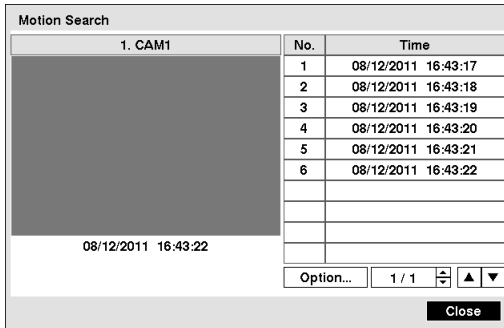 Motion Search
1. CAM1
No. Time
1 08/12/2011 16:43:17
2 08/12/2011 16:43:18
3 08/12/2011 16:43:19
4 08/12/2011 16:43:20
5 08/12/2011 16:43:21
6 08/12/2011 16:43:22
08/12/2011 16:43:22
Option... 1 / 1
Close